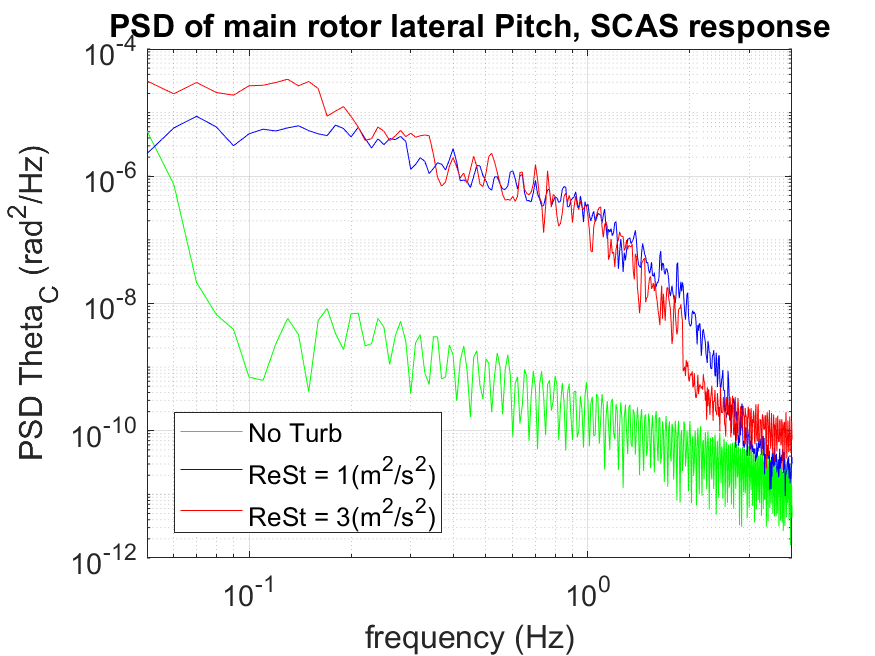 PSD of main rotor lateral Pitch, SCAS response
10^-4
10^-6
10^-8
10^-10
10^-12
PSD Theta_C (rad^2/Hz)
No Turb
ReSt = 1(m^2/s^2)
ReSt = 3(m^2/s^2)
10^-1
10^0
frequency (Hz)